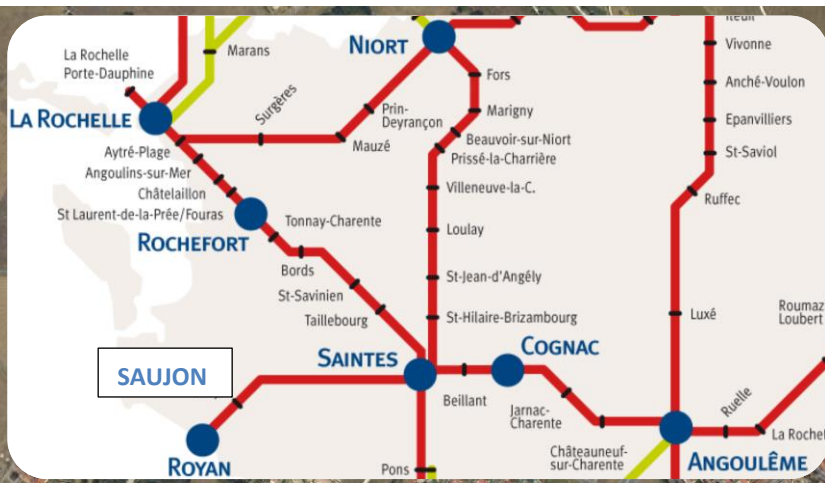 La Rochelle
Porte-Dauphine
Marans
NIORT
Vivonne
Anché-Voulon
Epanvilliers
St-Saviol
Ruffec
Fors
Marigny
Beauvoir-sur-Niort
Prissé-la-Charrière
Villeneuve-la-C.
Loulay
St-Jean-d'Angély
St-Hilaire-Brizambourg
Surgères
Prin-
Deyrançon
Mauzé
LA ROCHELLE
Aytré-Plage
Angoulins-sur-Mer
Châtelaillon
St Laurent-de-la-Prée/Fouras
ROCHEFORT
Tonnay-Charente
Bords
St-Savinien
Taillebourg
SAINTES
COGNAC
Luxé
Roumaz
Loubert
SAUJON
ROYAN
Beillant
Jarnac-
Charente
Châteauneuf-
sur-Charente
Ruelle
La Rochef
ANGOULÊME
Pons